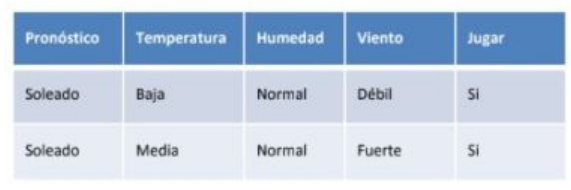 Pronóstico Temperatura Humedad Viento Jugar
Soleado Baja Normal Débil Si
Soleado Media Normal Fuerte Si